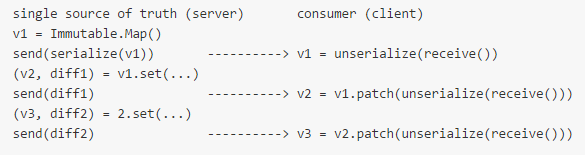 single source of truth (server)       consumer (client)
v1 = Immutable.Map()
send(serialize(v1))       ----------> v1 = unserialize(receive())
(v2, diff1) = v1.set(...)
send(diff1)               ----------> v2 = v1.patch(unserialize(receive()))
(v3, diff2) = 2.set(...)
send(diff2)               ----------> v3 = v2.patch(unserialize(receive()))